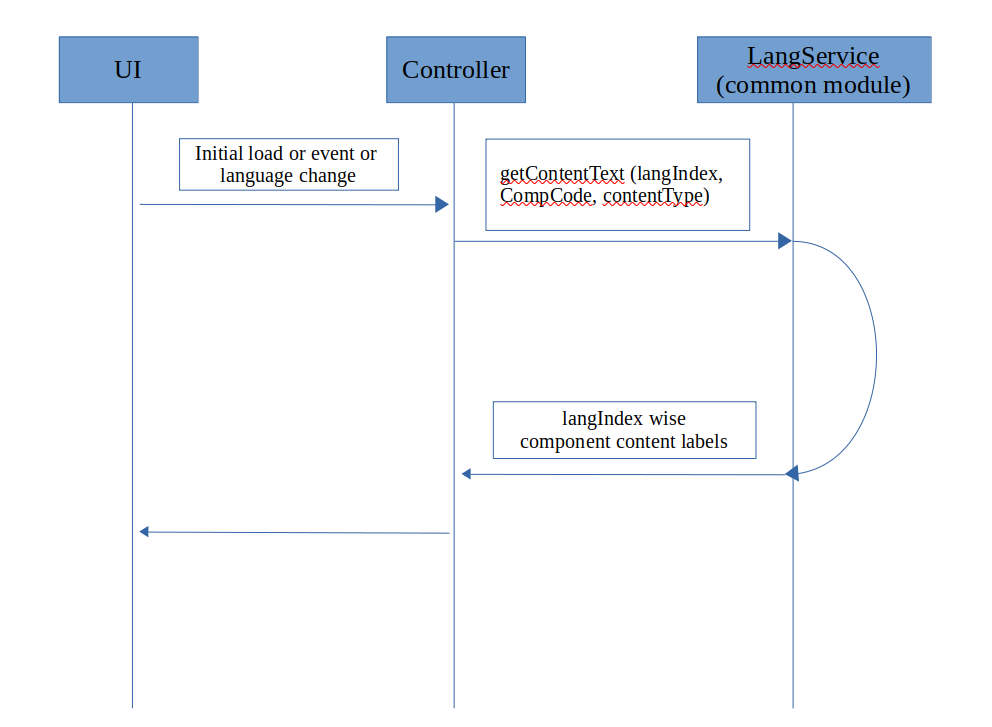 UI
Controller
LangService
(common module)
Initial load or event or
language change
getContentText (langIndex,
CompCode, contentType)
langIndex wise
component content labels